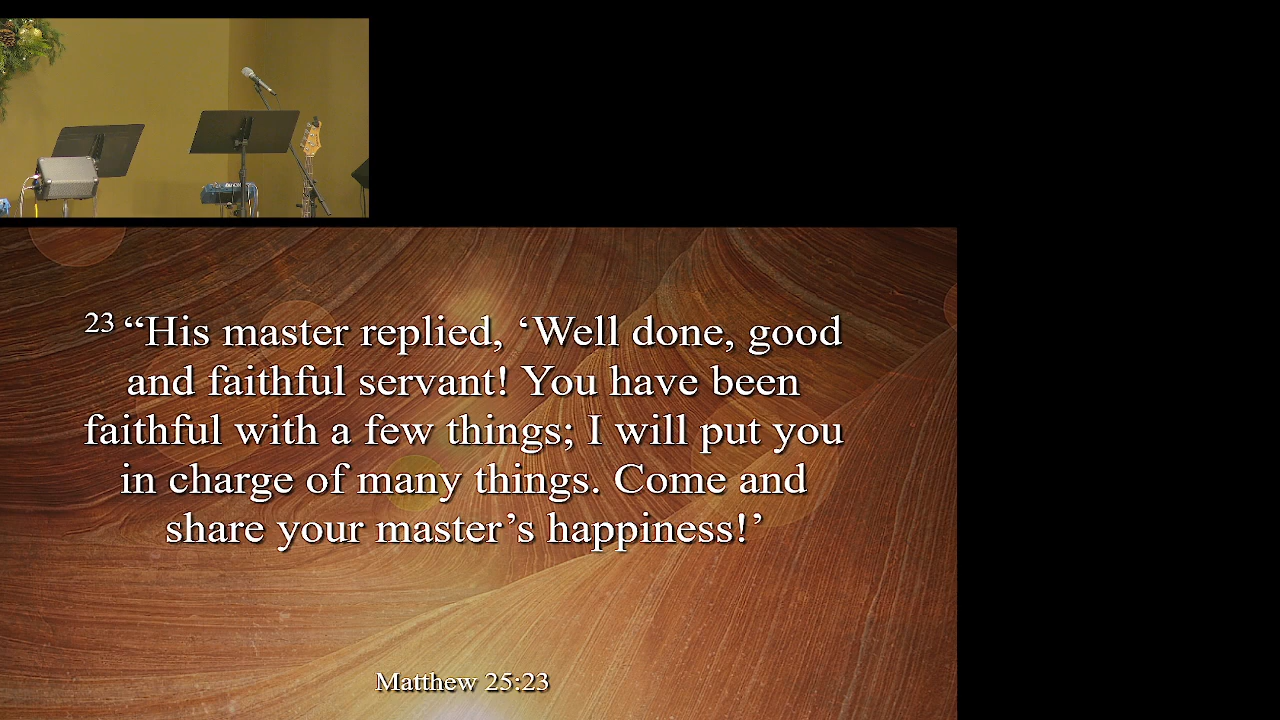 23 “His master replied, ‘Well done, good
and faithful servant! You have been
faithful with a few things; I will put you
in charge of many things. Come and
share your master’s happiness!’
Matthew 25:23